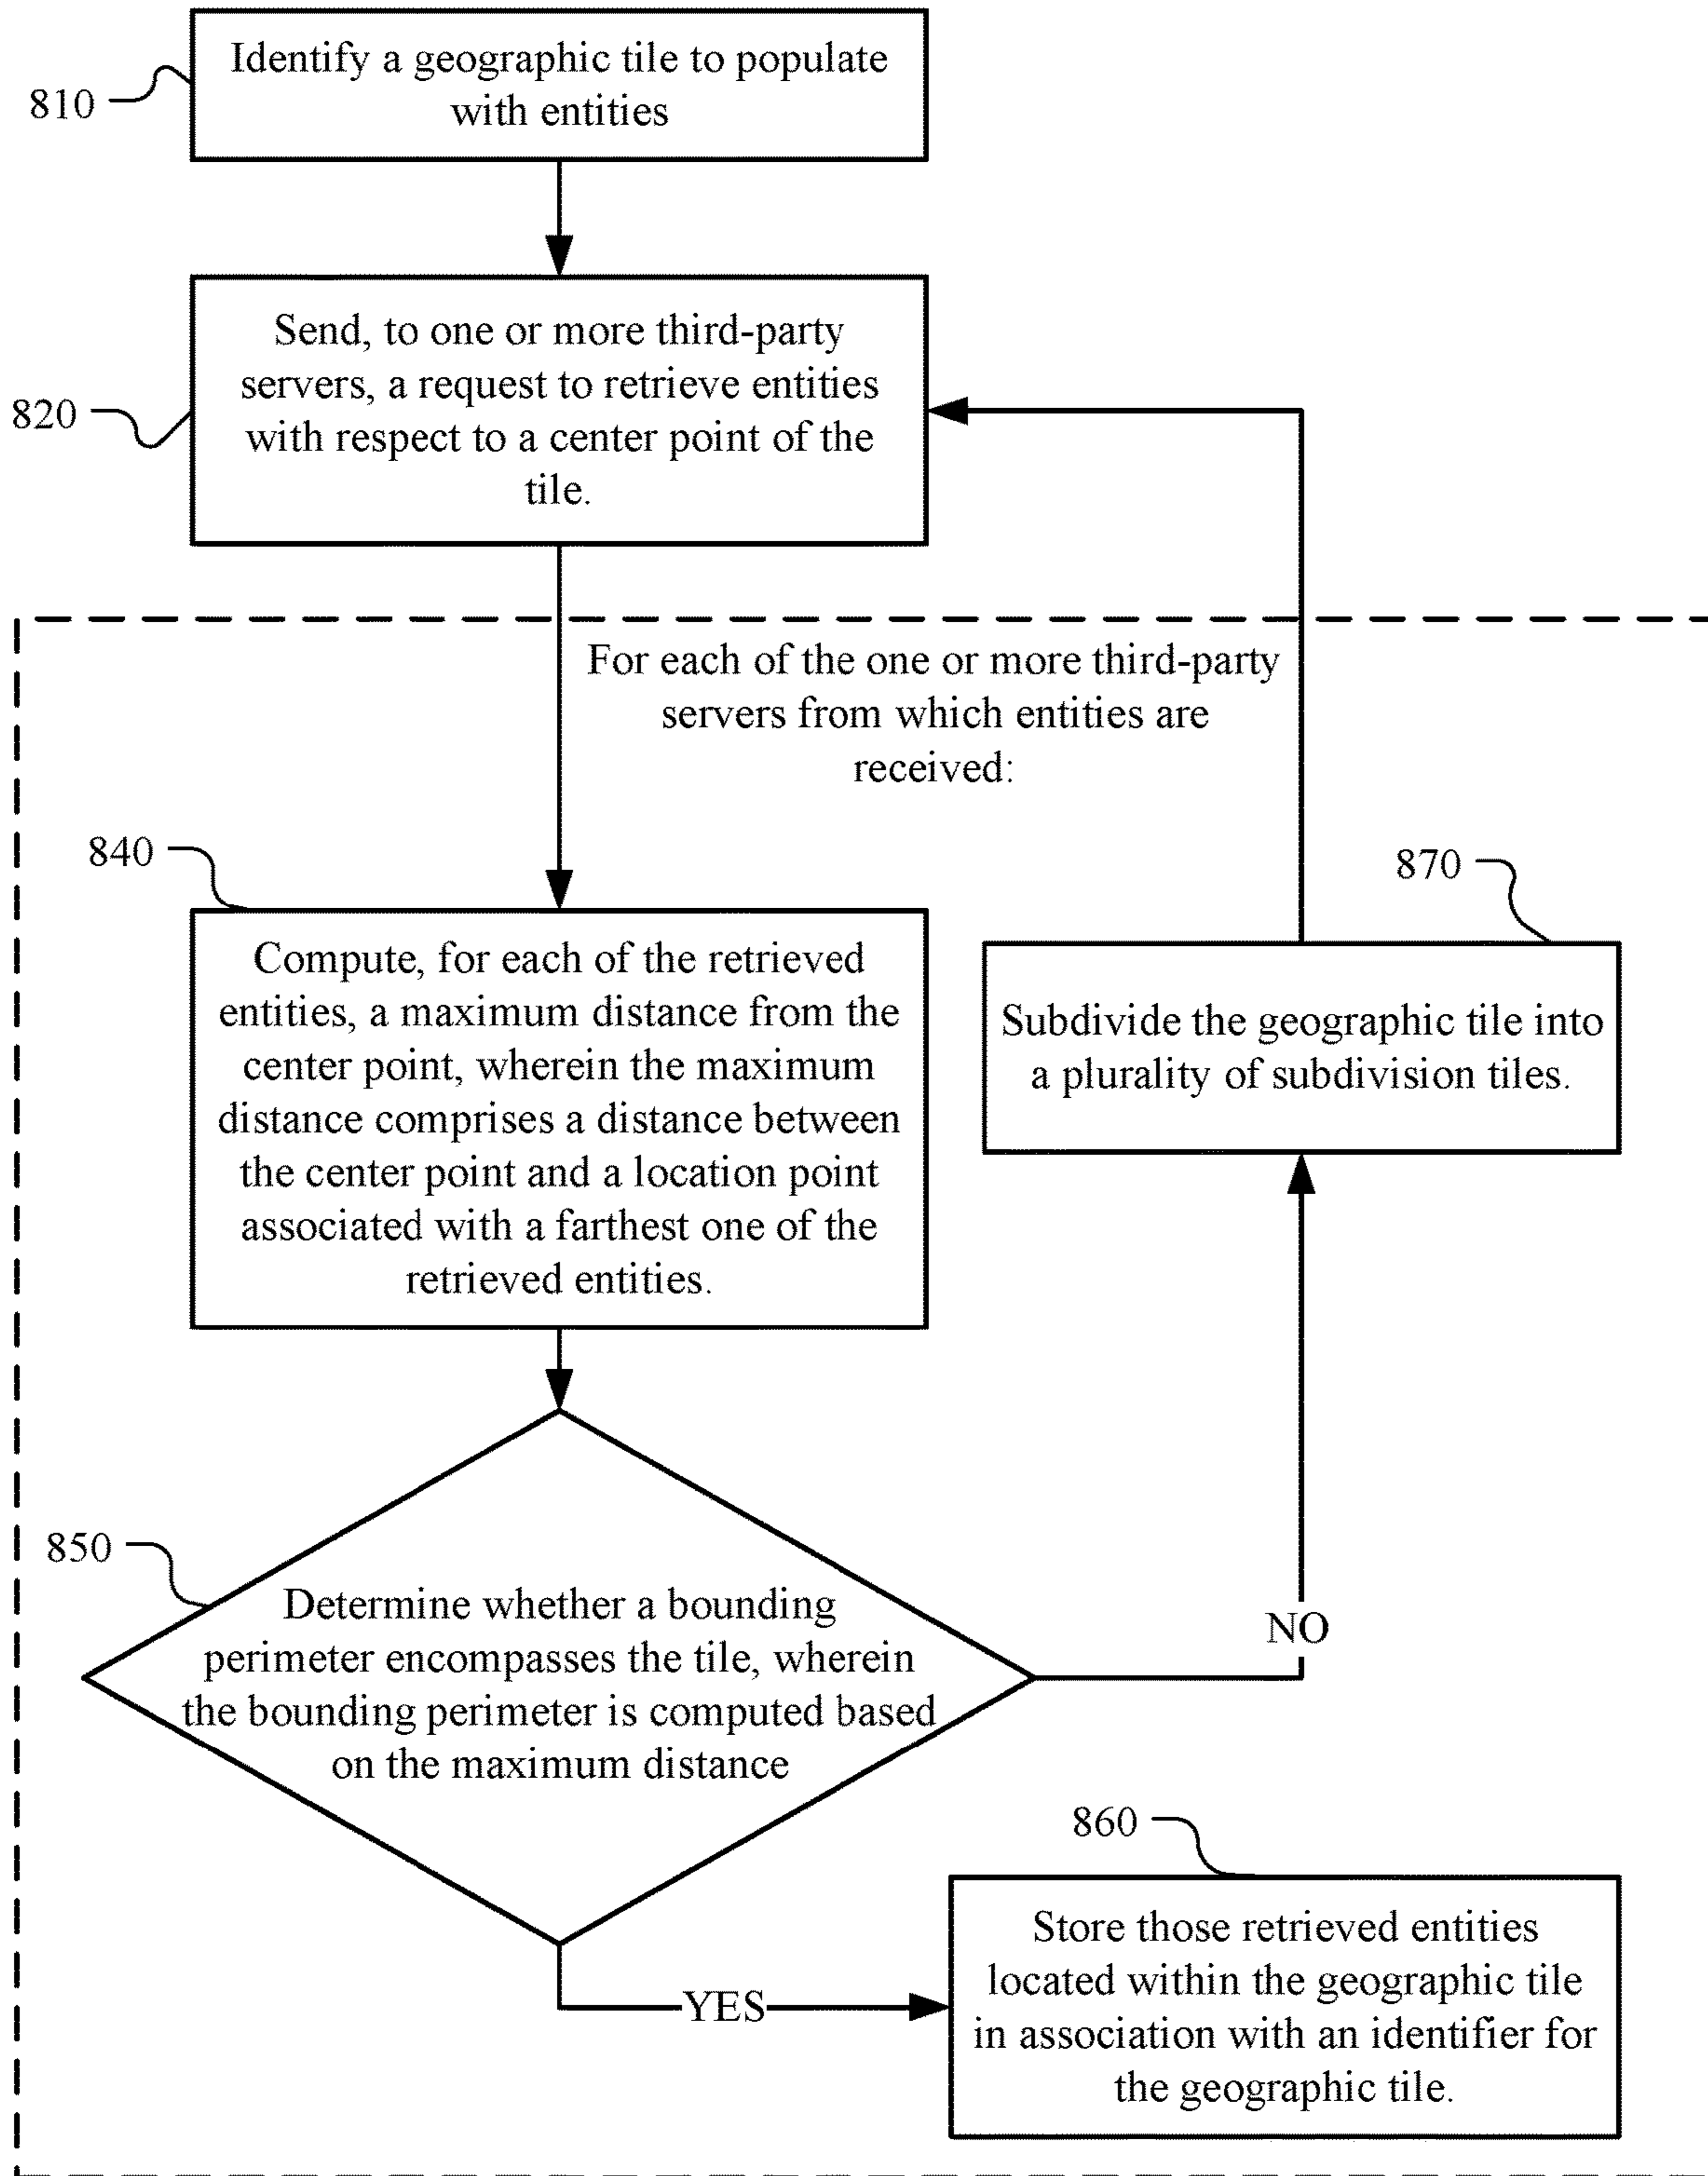 810
Identify a geographic tile to populate
with entities
820
Send, to one or more third-party
servers, a request to retrieve entities
with respect to a center point of the
tile.
For each of the one or more third-party
servers from which entities are
received:
840
Compute, for each of the retrieved
entities, a maximum distance from the
center point, wherein the maximum
distance comprises a distance between
the center point and a location point
associated with a farthest one of the
retrieved entities.
870
Subdivide the geographic tile into
a plurality of subdivision tiles.
850
Determine whether a bounding
perimeter encompasses the tile, wherein
the bounding perimeter is computed based
on the maximum distance
NO
YES
860
Store those retrieved entities
located within the geographic tile
in association with an identifier for
the geographic tile.